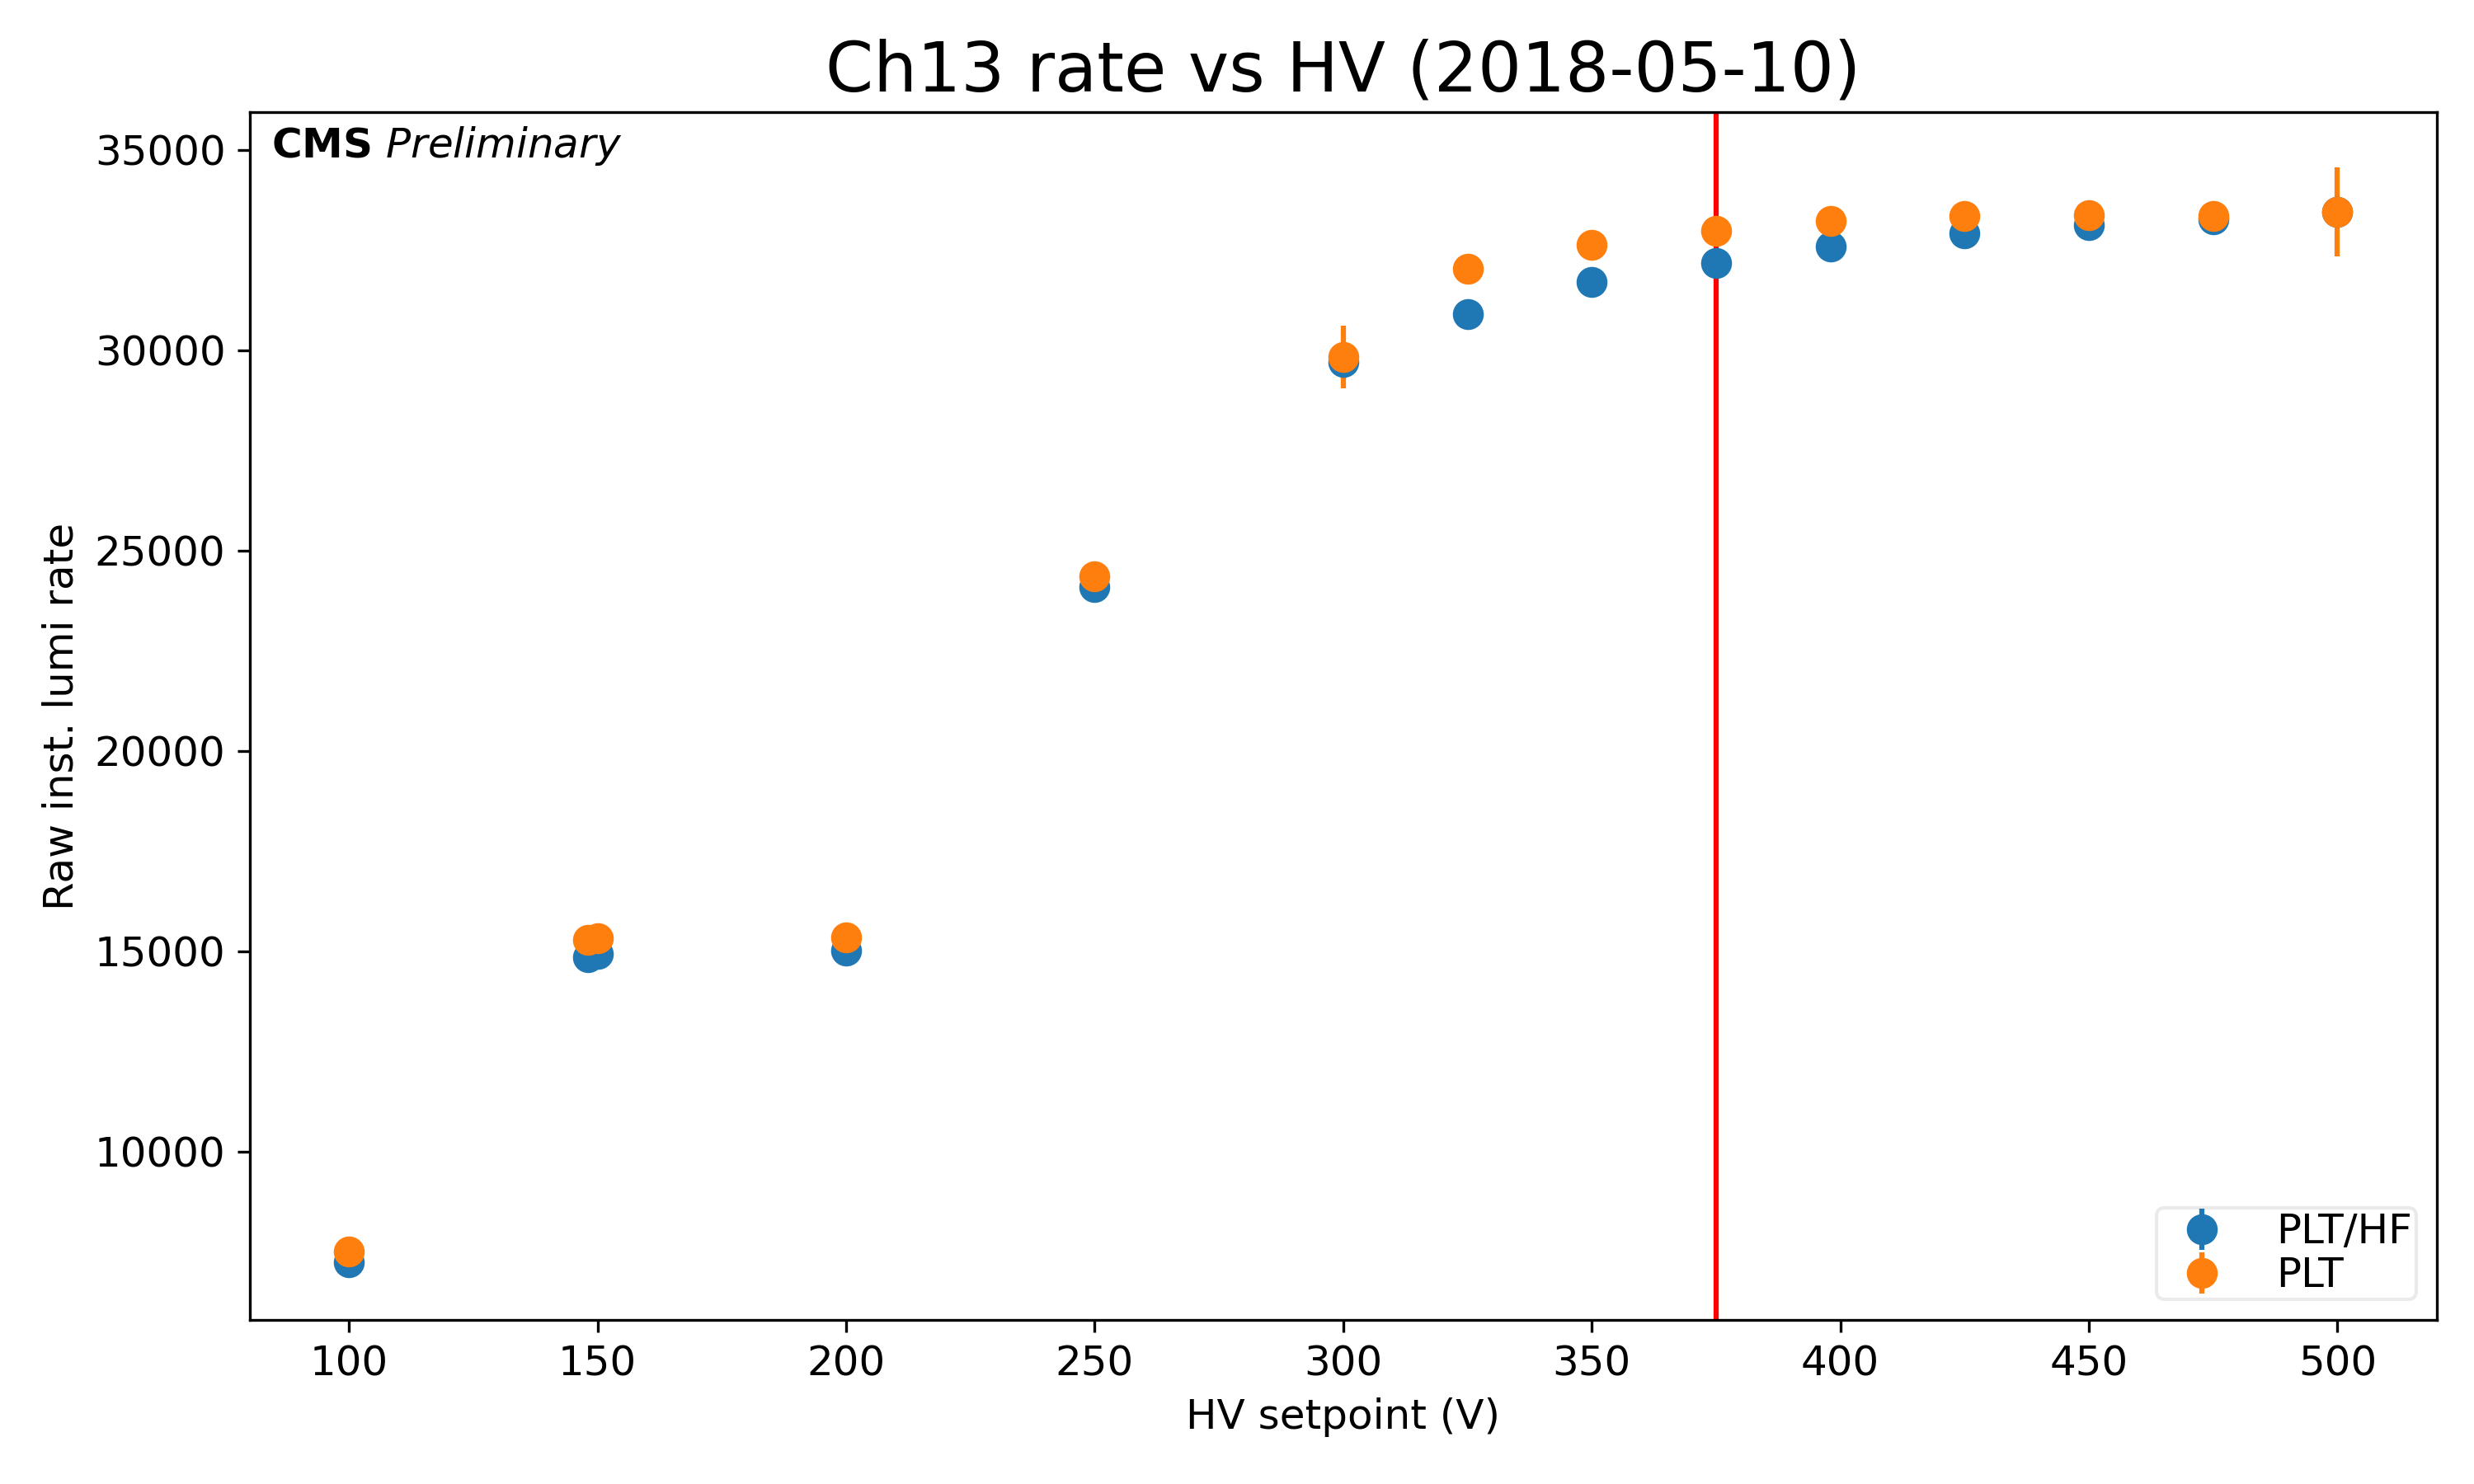 Ch13 rate vs HV (2018-05-10)
CMS Preliminary
35000
30000
25000
20000
15000
10000
Raw inst. lumi rate
PLT/HF
PLT
100 150 200 250 300 350 400 450 500
HV setpoint (V)